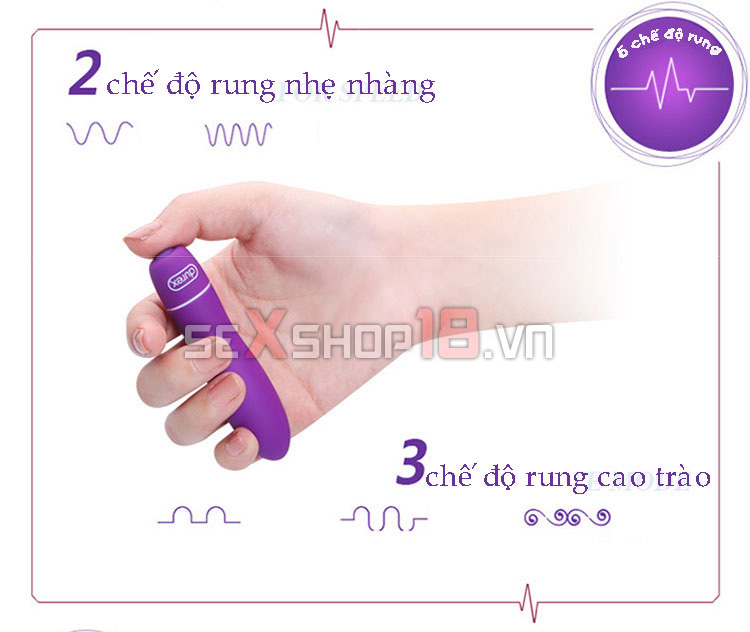 5 chế độ rung
2 chế độ rung nhẹ nhàng
durex
© sexshop18.vn
3 chế độ rung cao trào